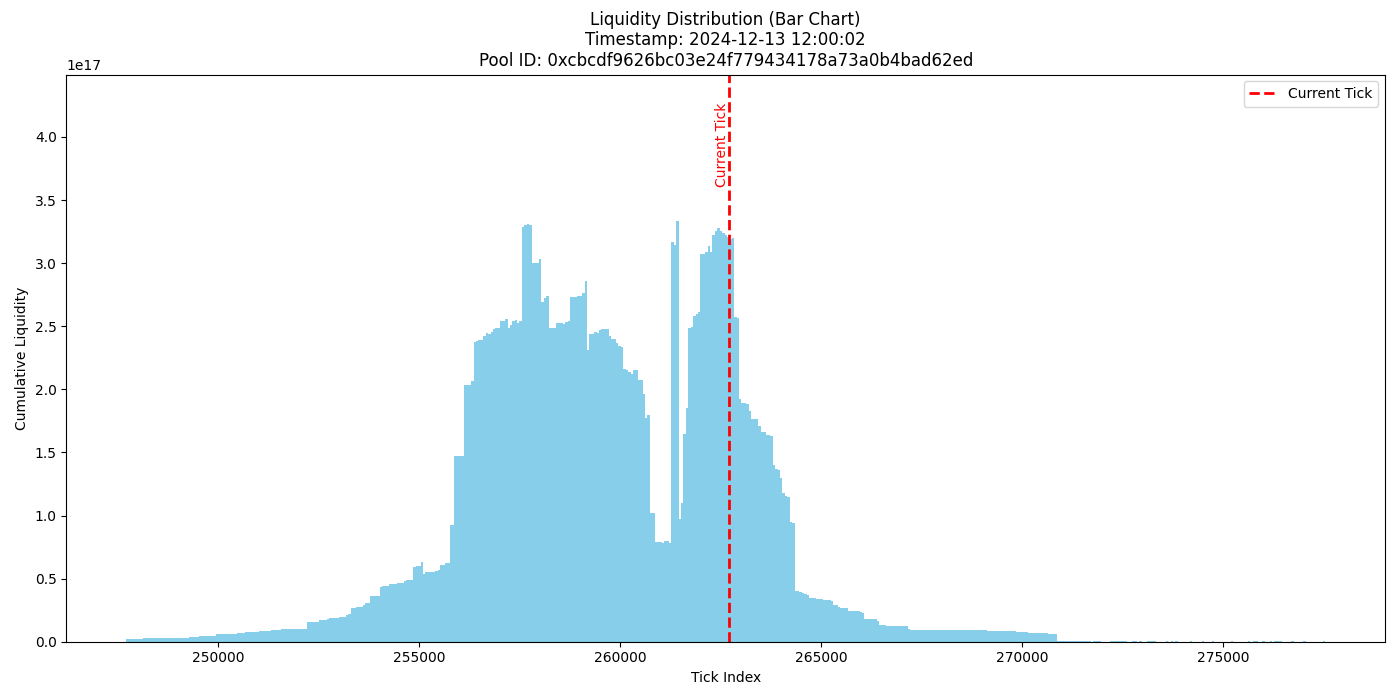 Liquidity Distribution (Bar Chart)
Timestamp: 2024-12-13 12:00:02
Pool ID: 0xcbcdf9626bc03e24f779434178a73a0b4bad62ed
1e17
Current Tick
Current Tick
4.0
3.5
3.0
2.5
2.0
1.5
1.0
0.5
0.0
Cumulative Liquidity
250000
255000
260000
265000
270000
275000
Tick Index